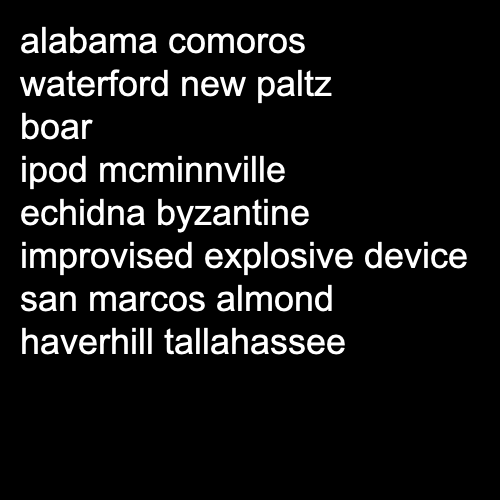 alabama comoros
waterford new paltz
boar
ipod mcminnville
echidna byzantine
improvised explosive device
san marcos almond
haverhill tallahassee